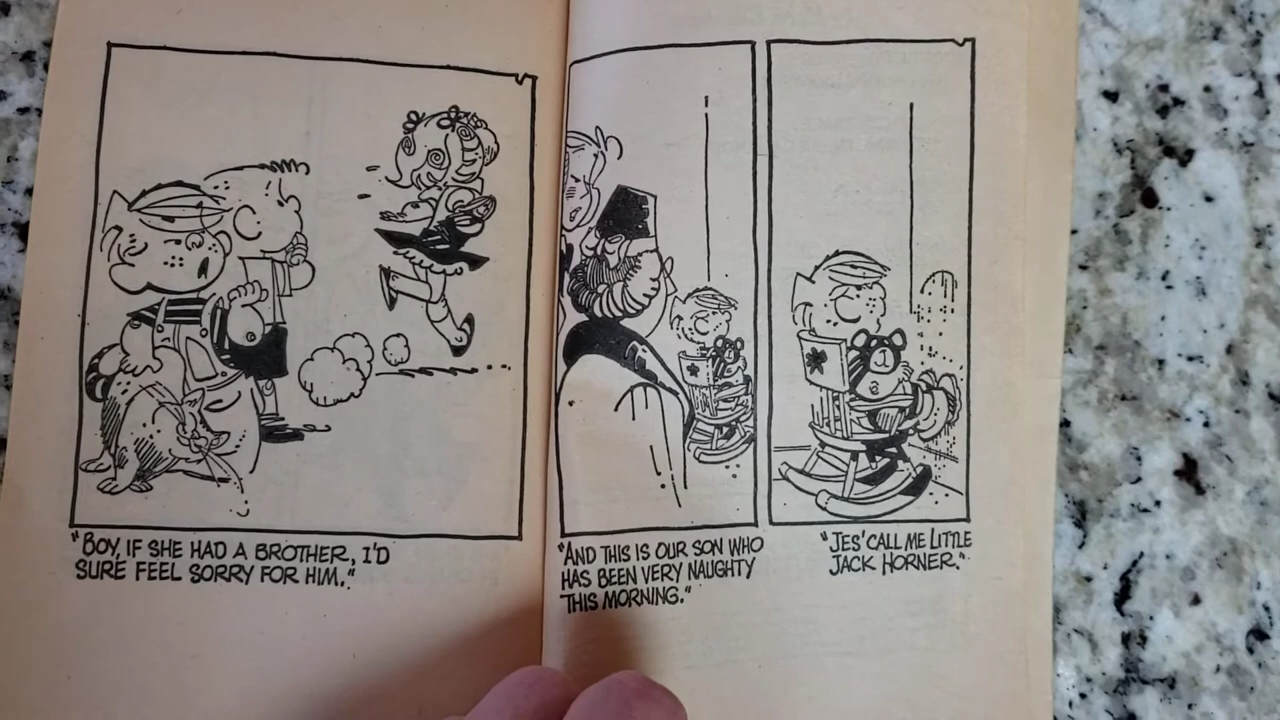 "BOY, IF SHE HAD A BROTHER, I'D
SURE FEEL SORRY FOR HIM."
"AND THIS IS OUR SON WHO
HAS BEEN VERY NAUGHTY
THIS MORNING."
"JES' CALL ME LITTLE
JACK HORNER."